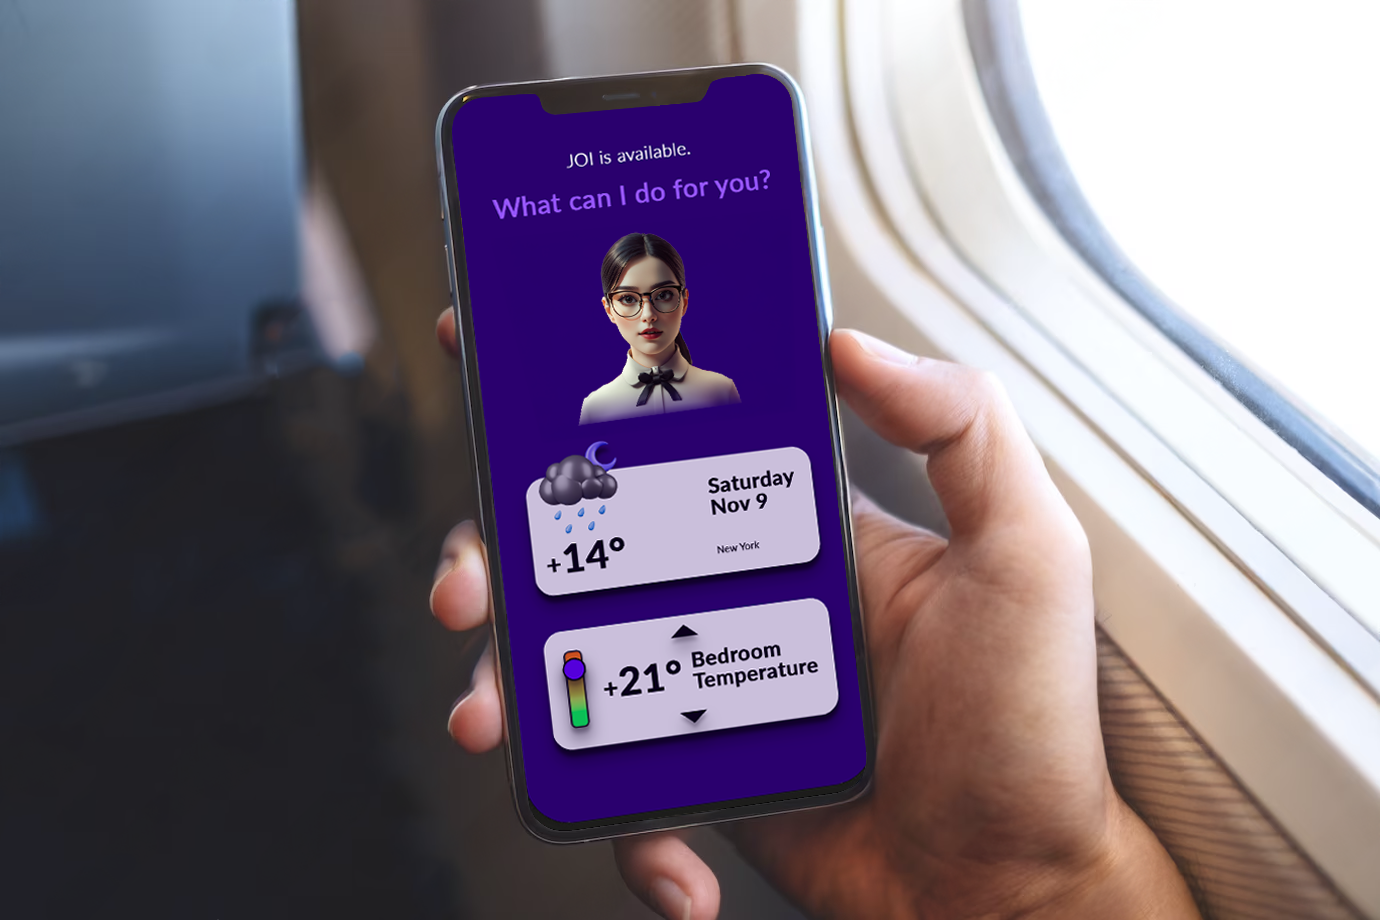 JOI is available.
What can I do for you?
Saturday
Nov 9
+14°
New York
+21°
Bedroom
Temperature